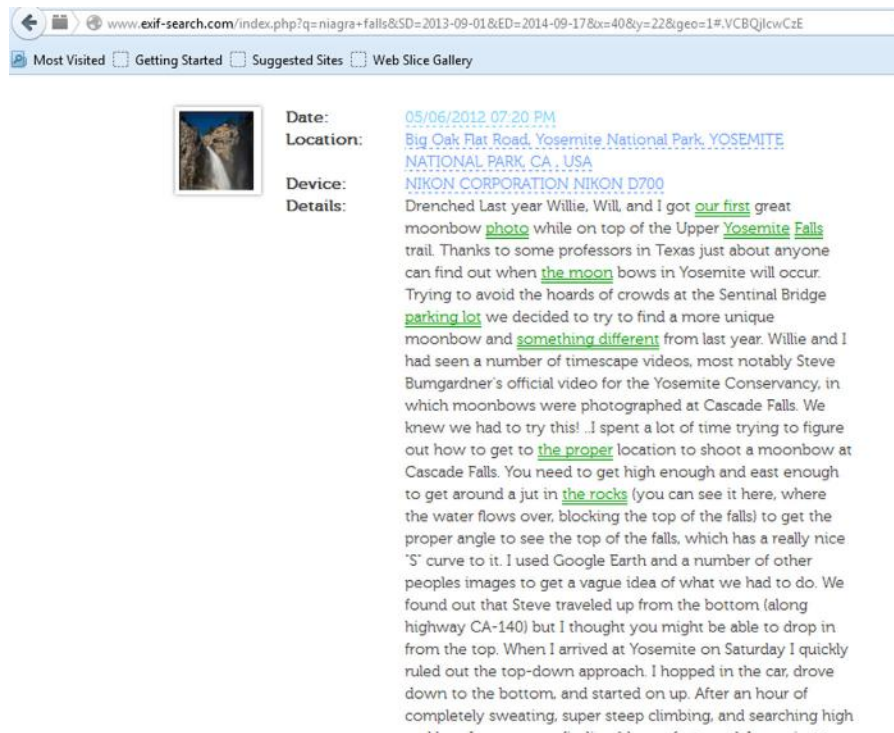 www.exif-search.com/index.php?q=niagra+falls&SD=2013-09-01&ED=2014-09-17&x=40&y=22&geo=1#.VCBQjlcwCzE
Most Visited Getting Started Suggested Sites Web Slice Gallery
Date: 05/06/2012 07:20 PM
Location: Big Oak Flat Road, Yosemite National Park, YOSEMITE
NATIONAL PARK, CA , USA
Device: NIKON CORPORATION NIKON D700
Details: Drenched Last year Willie, Will, and I got our first great
moonbow photo while on top of the Upper Yosemite Falls
trail. Thanks to some professors in Texas just about anyone
can find out when the moon bows in Yosemite will occur.
Trying to avoid the hoards of crowds at the Sentinal Bridge
parking lot we decided to try to find a more unique
moonbow and something different from last year. Willie and I
had seen a number of timescape videos, most notably Steve
Bumgardner's official video for the Yosemite Conservancy, in
which moonbows were photographed at Cascade Falls. We
knew we had to try this! ..I spent a lot of time trying to figure
out how to get to the proper location to shoot a moonbow at
Cascade Falls. You need to get high enough and east enough
to get around a jut in the rocks (you can see it here, where
the water flows over, blocking the top of the falls) to get the
proper angle to see the top of the falls, which has a really nice
"S" curve to it. I used Google Earth and a number of other
peoples images to get a vague idea of what we had to do. We
found out that Steve traveled up from the bottom (along
highway CA-140) but I thought you might be able to drop in
from the top. When I arrived at Yosemite on Saturday I quickly
ruled out the top-down approach. I hopped in the car, drove
down to the bottom, and started on up. After an hour of
completely sweating, super steep climbing, and searching high